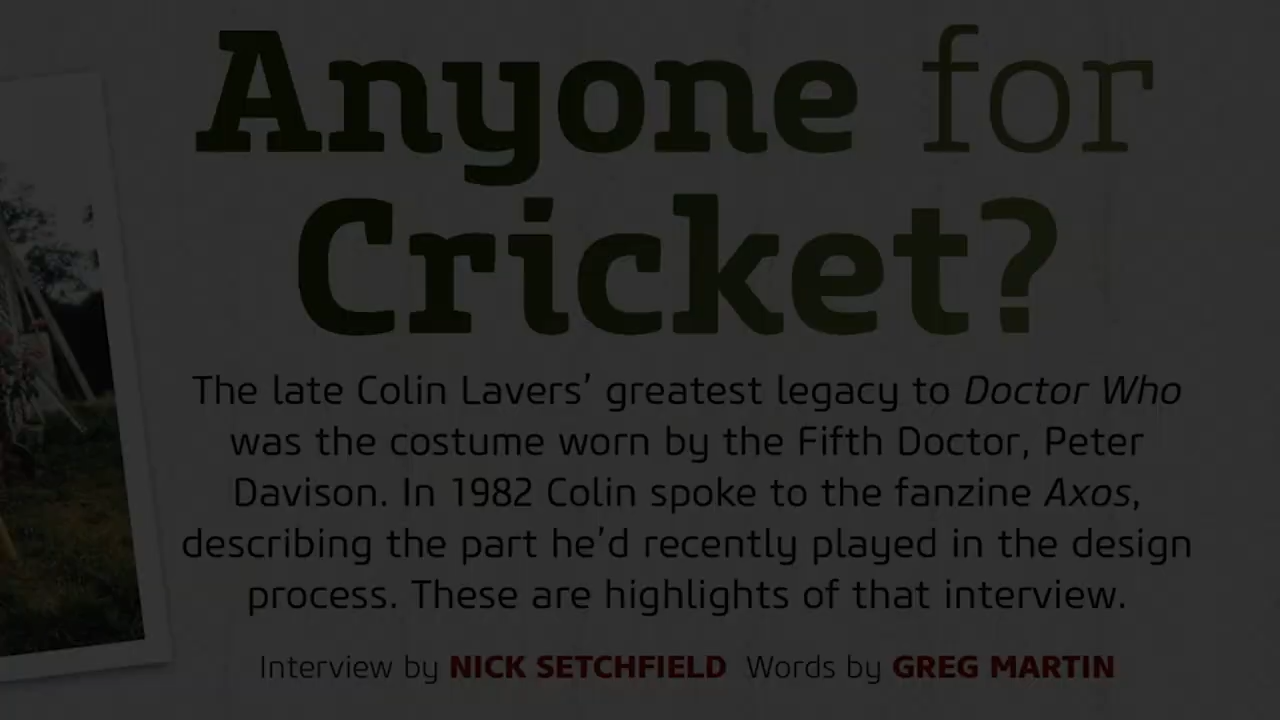 Anyone for
Cricket?
The late Colin Lavers’ greatest legacy to Doctor Who
was the costume worn by the Fifth Doctor, Peter
Davison. In 1982 Colin spoke to the fanzine Axos,
describing the part he’d recently played in the design
process. These are highlights of that interview.
Interview by NICK SETCHFIELD Words by GREG MARTIN